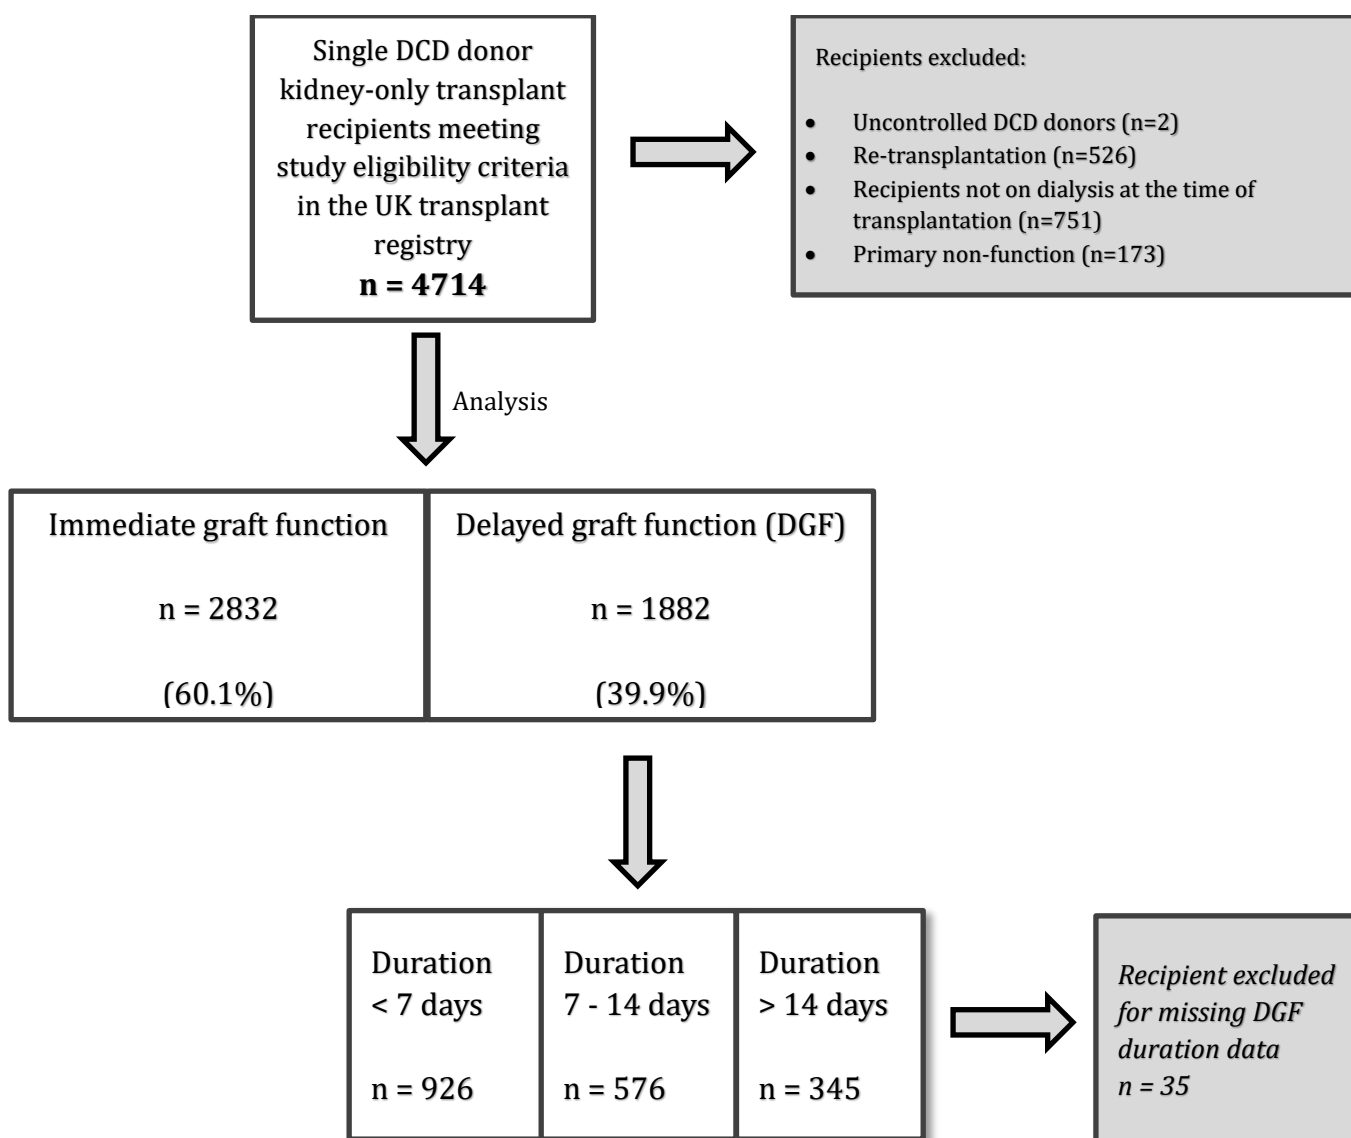 Single DCD donor
kidney-only transplant
recipients meeting
study eligibility criteria
in the UK transplant
registry
n = 4714
Recipients excluded:
• Uncontrolled DCD donors (n=2)
• Re-transplantation (n=526)
• Recipients not on dialysis at the time of
transplantation (n=751)
• Primary non-function (n=173)
Analysis
Immediate graft function
n = 2832
(60.1%)
Delayed graft function (DGF)
n = 1882
(39.9%)
Duration
< 7 days
n = 926
Duration
7 - 14 days
n = 576
Duration
> 14 days
n = 345
Recipient excluded
for missing DGF
duration data
n = 35